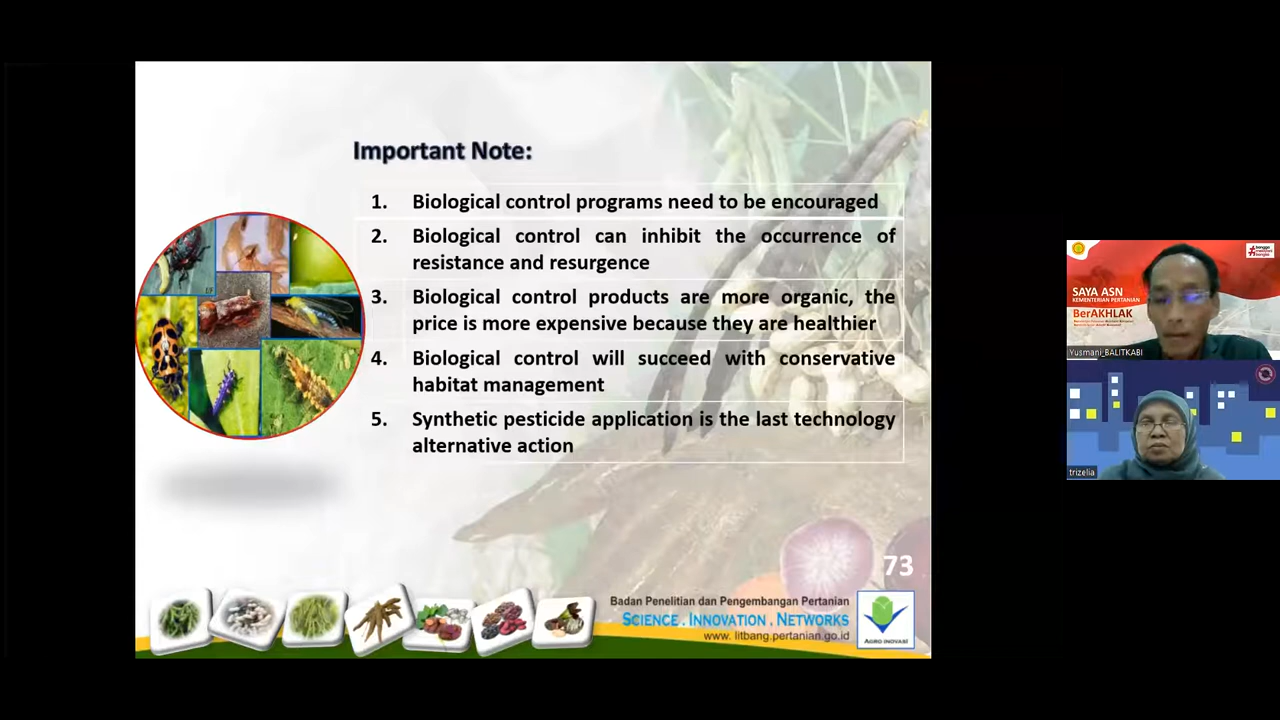 Important Note:
1. Biological control programs need to be encouraged
2. Biological control can inhibit the occurrence of
resistance and resurgence
3. Biological control products are more organic, the
price is more expensive because they are healthier
4. Biological control will succeed with conservative
habitat management
5. Synthetic pesticide application is the last technology
alternative action
73
Badan Penelitian dan Pengembangan Pertanian
SCIENCE . INNOVATION . NETWORKS
www. litbang.pertanian.go.id
AGRO INOVASI
SAYA ASN
KEMENTERIAN PERTANIAN
BerAKHLAK
Yusmani_BALITKABI
trizelia